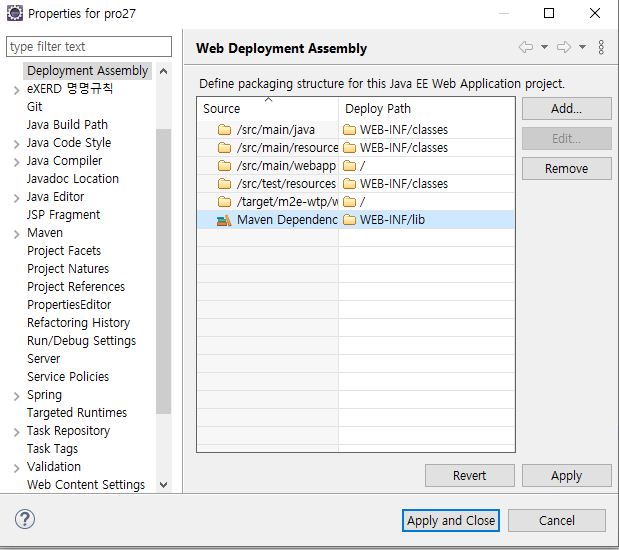 Properties for pro27
type filter text
Deployment Assembly
eXERD 명명규칙
Git
Java Build Path
Java Code Style
Java Compiler
Javadoc Location
Java Editor
JSP Fragment
Maven
Project Facets
Project Natures
Project References
PropertiesEditor
Refactoring History
Run/Debug Settings
Server
Service Policies
Spring
Targeted Runtimes
Task Repository
Task Tags
Validation
Web Content Settings
Web Deployment Assembly
Define packaging structure for this Java EE Web Application project.
Source Deploy Path
/src/main/java WEB-INF/classes
/src/main/resource WEB-INF/classes
/src/main/webapp /
/src/test/resources WEB-INF/classes
/target/m2e-wtp/w /
Maven Dependenc WEB-INF/lib
Add...
Edit...
Remove
Revert Apply
Apply and Close Cancel